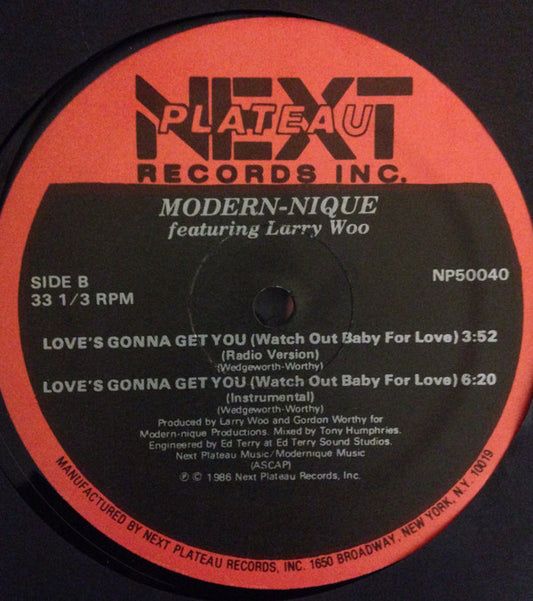 NEXT
PLATEAU
RECORDS INC.
MODERN-NIQUE
featuring Larry Woo
SIDE B
33 1/3 RPM
NP50040
LOVE'S GONNA GET YOU (Watch Out Baby For Love) 3:52
(Radio Version)
(Wedgeworth-Worthy)
LOVE'S GONNA GET YOU (Watch Out Baby For Love) 6:20
(Instrumental)
(Wedgeworth-Worthy)
Produced by Larry Woo and Gordon Worthy for
Modern-nique Productions. Mixed by Tony Humphries.
Engineered by Ed Terry at Ed Terry Sound Studios.
Next Plateau Music/Modernique Music
(ASCAP)
℗ © 1986 Next Plateau Records, Inc.
MANUFACTURED BY NEXT PLATEAU RECORDS, INC. 1650 BROADWAY, NEW YORK, N.Y. 10019